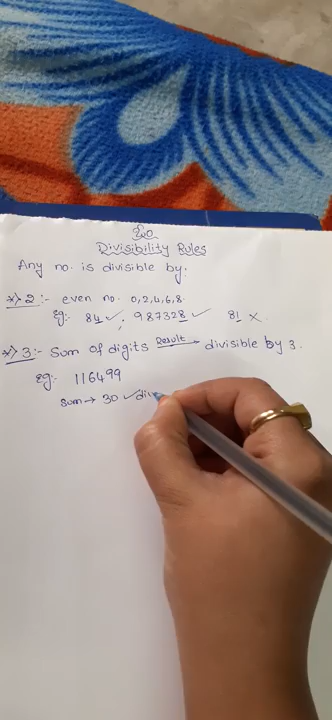 శ్రీం
Divisibility Rules
Any no. is divisible by:
*) 2:- even no. 0,2,4,6,8.
eg:- 84 ✓ ; 987328 ✓ 81 ✗
*) 3:- Sum of digits Result→ divisible by 3.
eg:- 116499
sum → 30 ✓ div